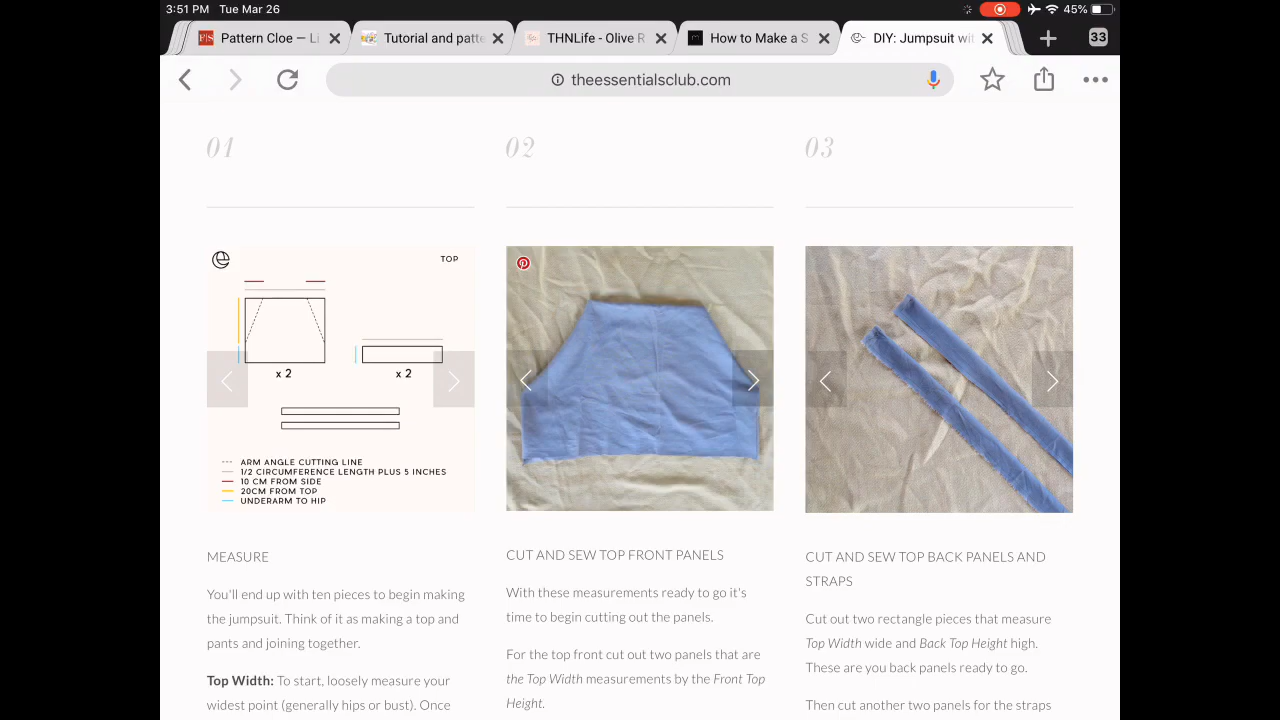 3:51 PM Tue Mar 26
45%
Pattern Cloe — Li
Tutorial and patte
THNLife - Olive R
How to Make a S
DIY: Jumpsuit wit
33
theessentialsclub.com
01
02
03
TOP
x 2
x 2
ARM ANGLE CUTTING LINE
1/2 CIRCUMFERENCE LENGTH PLUS 5 INCHES
10 CM FROM SIDE
20CM FROM TOP
UNDERARM TO HIP
MEASURE
You'll end up with ten pieces to begin making
the jumpsuit. Think of it as making a top and
pants and joining together.
Top Width: To start, loosely measure your
widest point (generally hips or bust). Once
CUT AND SEW TOP FRONT PANELS
With these measurements ready to go it's
time to begin cutting out the panels.
For the top front cut out two panels that are
the Top Width measurements by the Front Top
Height.
CUT AND SEW TOP BACK PANELS AND
STRAPS
Cut out two rectangle pieces that measure
Top Width wide and Back Top Height high.
These are you back panels ready to go.
Then cut another two panels for the straps